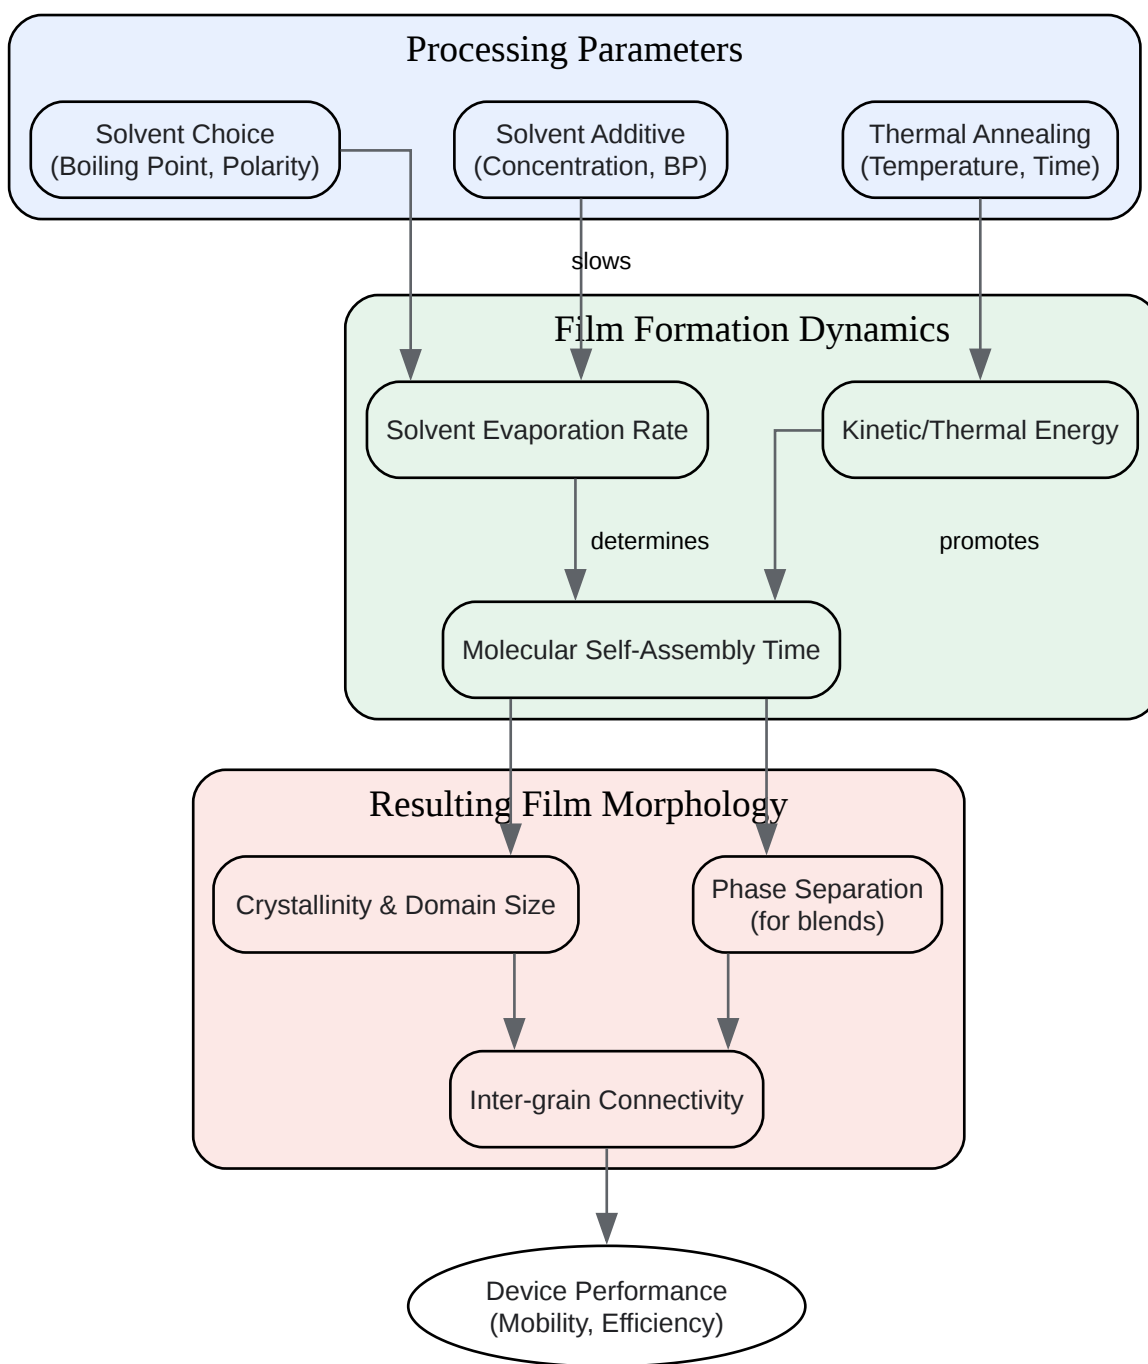 Processing Parameters
Solvent Choice
(Boiling Point, Polarity)
Solvent Additive
(Concentration, BP)
Thermal Annealing
(Temperature, Time)
slows
Film Formation Dynamics
Solvent Evaporation Rate
Kinetic/Thermal Energy
determines
promotes
Molecular Self-Assembly Time
Resulting Film Morphology
Crystallinity & Domain Size
Phase Separation
(for blends)
Inter-grain Connectivity
Device Performance
(Mobility, Efficiency)